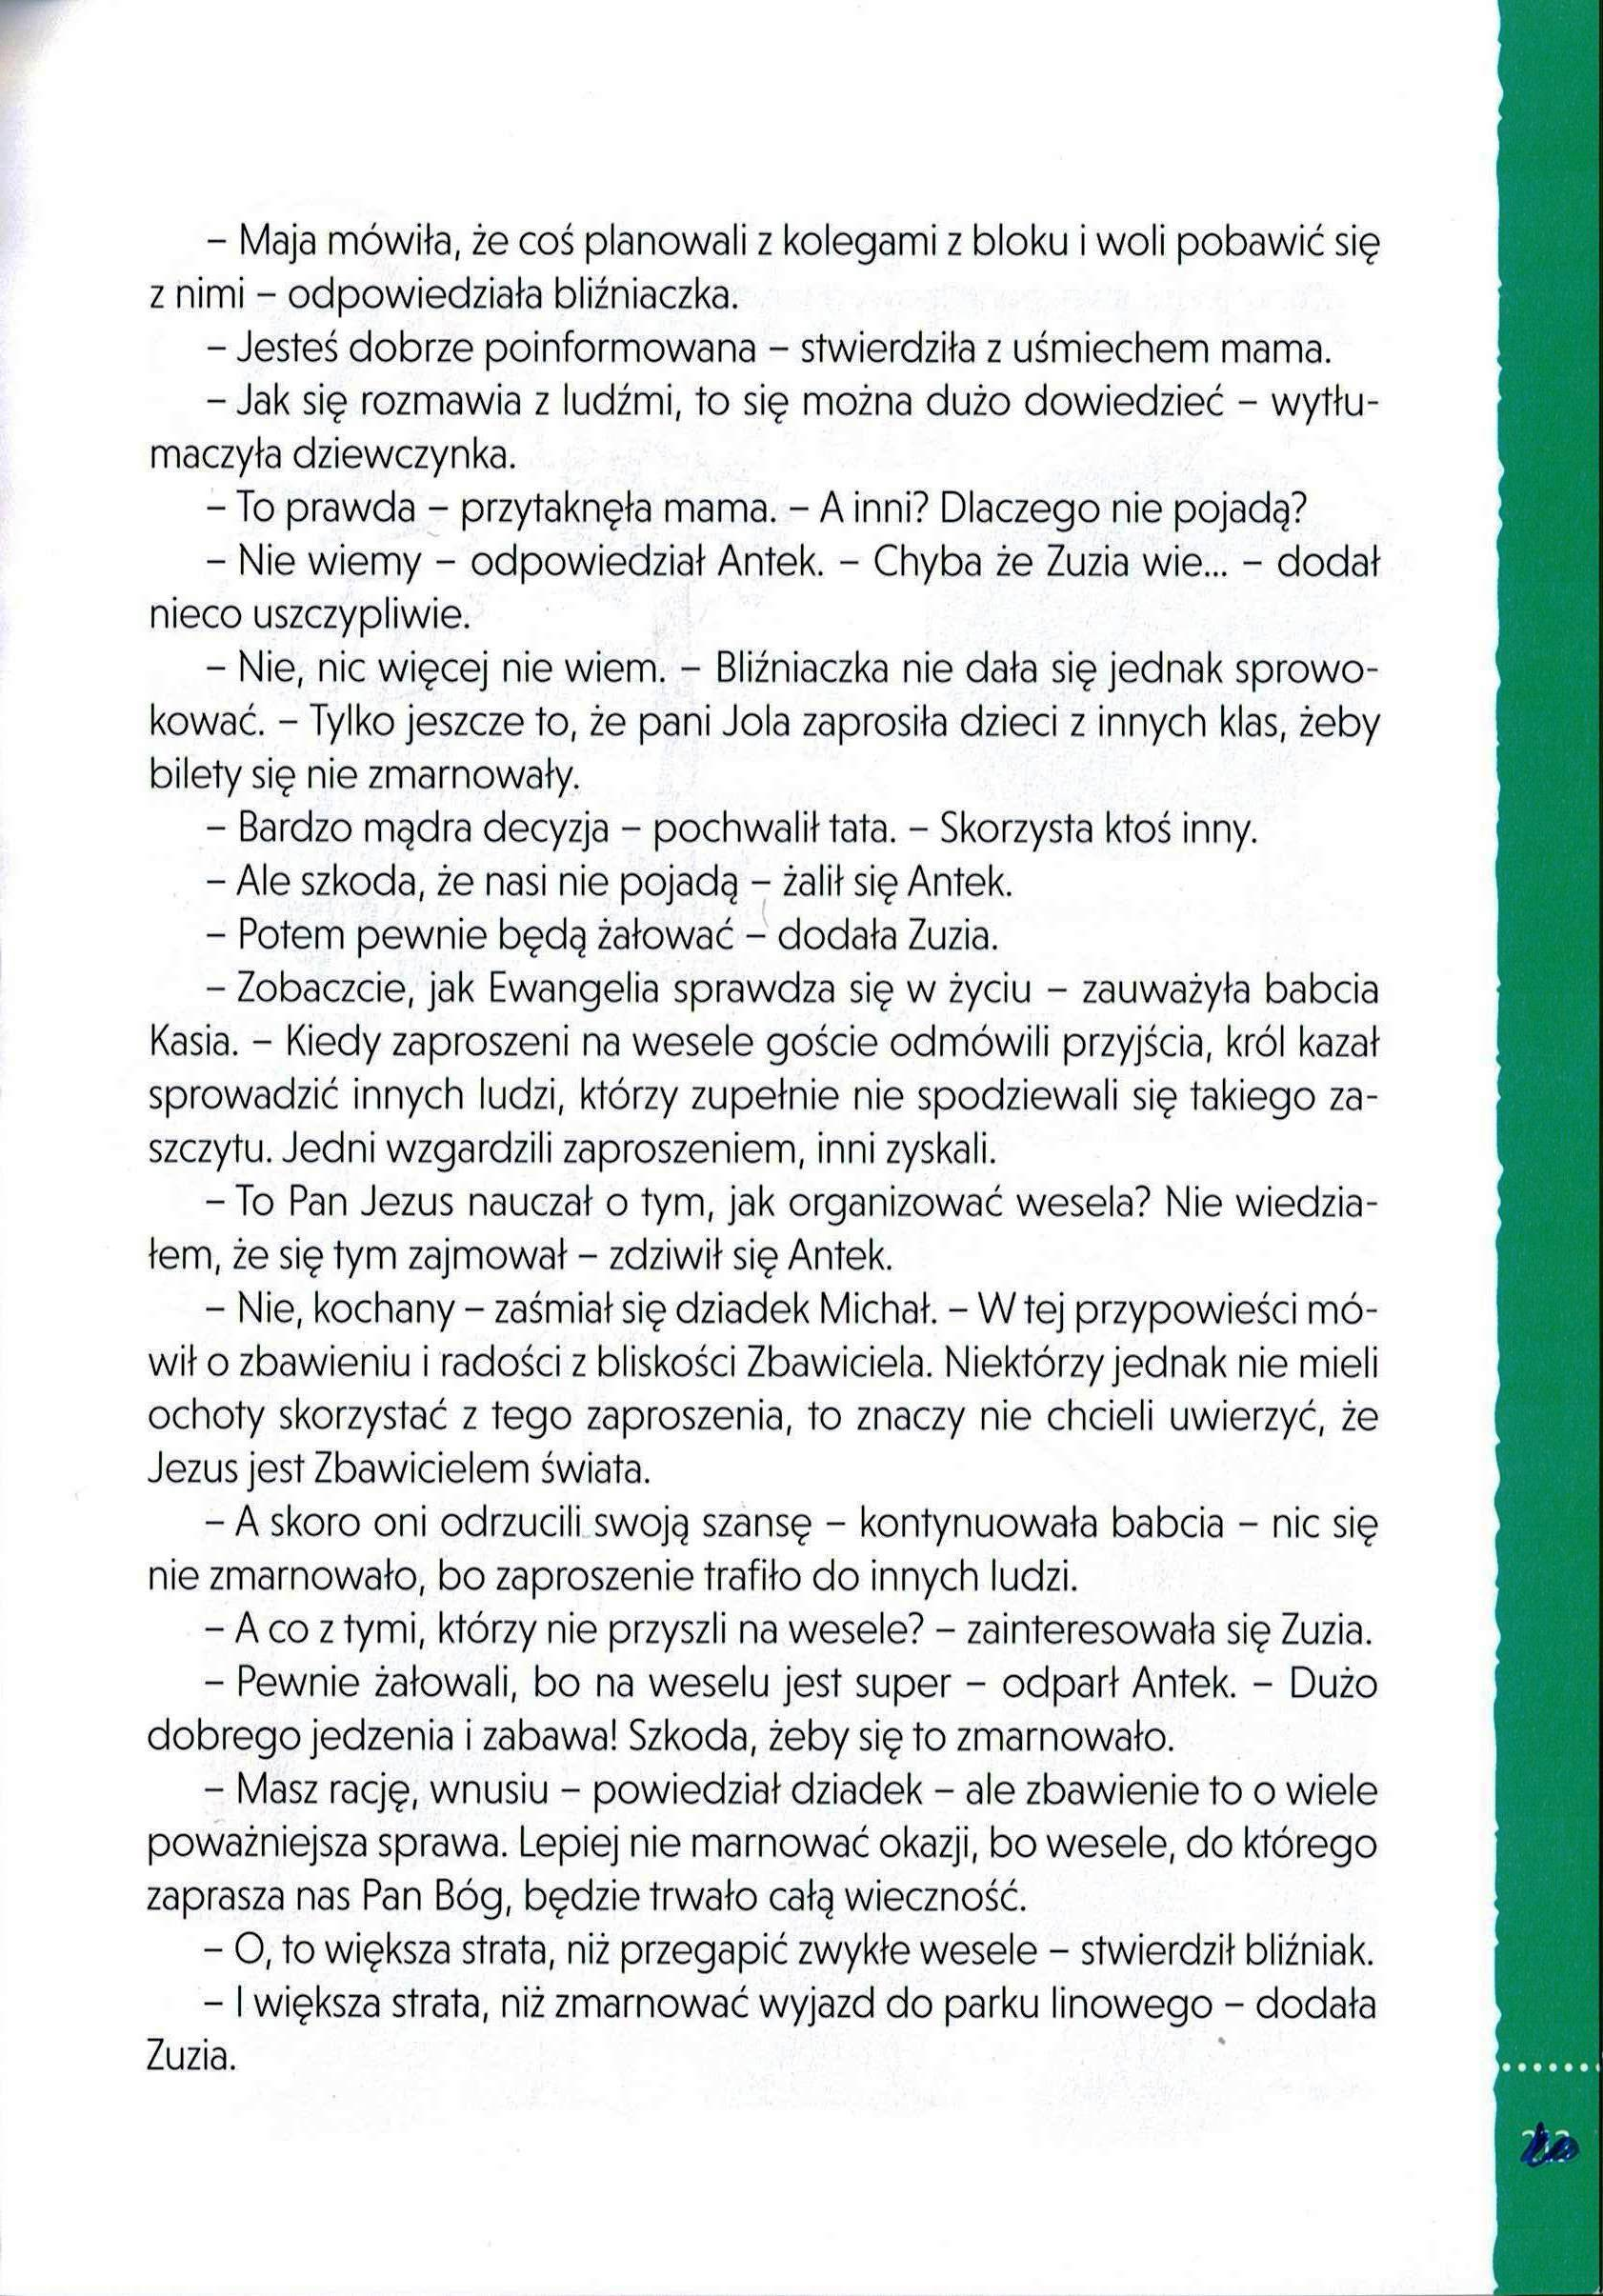 – Maja mówiła, że coś planowali z kolegami z bloku i woli pobawić się
z nimi – odpowiedziała bliźniaczka.
– Jesteś dobrze poinformowana – stwierdziła z uśmiechem mama.
– Jak się rozmawia z ludźmi, to się można dużo dowiedzieć – wytłu-
maczyła dziewczynka.
– To prawda – przytaknęła mama. – A inni? Dlaczego nie pojadą?
– Nie wiemy – odpowiedział Antek. – Chyba że Zuzia wie... – dodał
nieco uszczypliwie.
– Nie, nic więcej nie wiem. – Bliźniaczka nie dała się jednak sprowo-
kować. – Tylko jeszcze to, że pani Jola zaprosiła dzieci z innych klas, żeby
bilety się nie zmarnowały.
– Bardzo mądra decyzja – pochwalił tata. – Skorzysta ktoś inny.
– Ale szkoda, że nasi nie pojadą – żalił się Antek.
– Potem pewnie będą żałować – dodała Zuzia.
– Zobaczcie, jak Ewangelia sprawdza się w życiu – zauważyła babcia
Kasia. – Kiedy zaproszeni na wesele goście odmówili przyjścia, król kazał
sprowadzić innych ludzi, którzy zupełnie nie spodziewali się takiego za-
szczytu. Jedni wzgardzili zaproszeniem, inni zyskali.
– To Pan Jezus nauczał o tym, jak organizować wesela? Nie wiedzia-
łem, że się tym zajmował – zdziwił się Antek.
– Nie, kochany – zaśmiał się dziadek Michał. – W tej przypowieści mó-
wił o zbawieniu i radości z bliskości Zbawiciela. Niektórzy jednak nie mieli
ochoty skorzystać z tego zaproszenia, to znaczy nie chcieli uwierzyć, że
Jezus jest Zbawicielem świata.
– A skoro oni odrzucili swoją szansę – kontynuowała babcia – nic się
nie zmarnowało, bo zaproszenie trafiło do innych ludzi.
– A co z tymi, którzy nie przyszli na wesele? – zainteresowała się Zuzia.
– Pewnie żałowali, bo na weselu jest super – odparł Antek. – Dużo
dobrego jedzenia i zabawa! Szkoda, żeby się to zmarnowało.
– Masz rację, wnusiu – powiedział dziadek – ale zbawienie to o wiele
poważniejsza sprawa. Lepiej nie marnować okazji, bo wesele, do którego
zaprasza nas Pan Bóg, będzie trwało całą wieczność.
– O, to większa strata, niż przegapić zwykłe wesele – stwierdził bliźniak.
– I większa strata, niż zmarnować wyjazd do parku linowego – dodała
Zuzia.